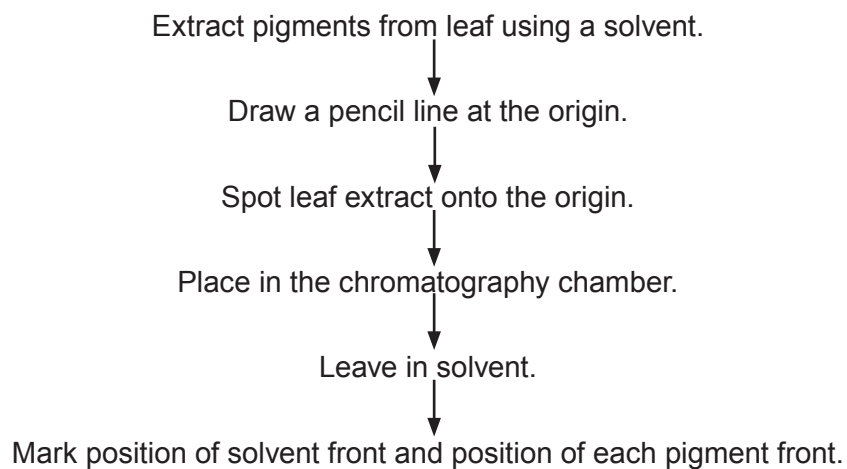 Extract pigments from leaf using a solvent.
Draw a pencil line at the origin.
Spot leaf extract onto the origin.
Place in the chromatography chamber.
Leave in solvent.
Mark position of solvent front and position of each pigment front.